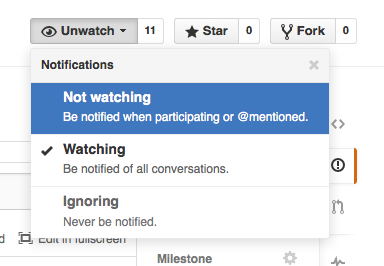 Unwatch 11 Star 0 Fork 0
Notifications
Not watching
Be notified when participating or @mentioned.
Watching
Be notified of all conversations.
Ignoring
Never be notified.
d Edit in fullscreen
Milestone